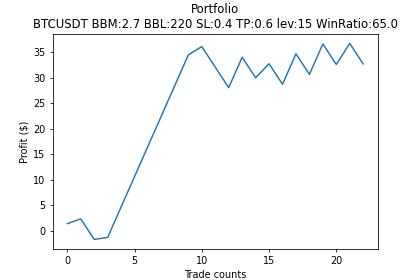 Portfolio
BTCUSDT BBM:2.7 BBL:220 SL:0.4 TP:0.6 lev:15 WinRatio:65.0
Profit ($)
35
30
25
20
15
10
5
0
0 5 10 15 20
Trade counts